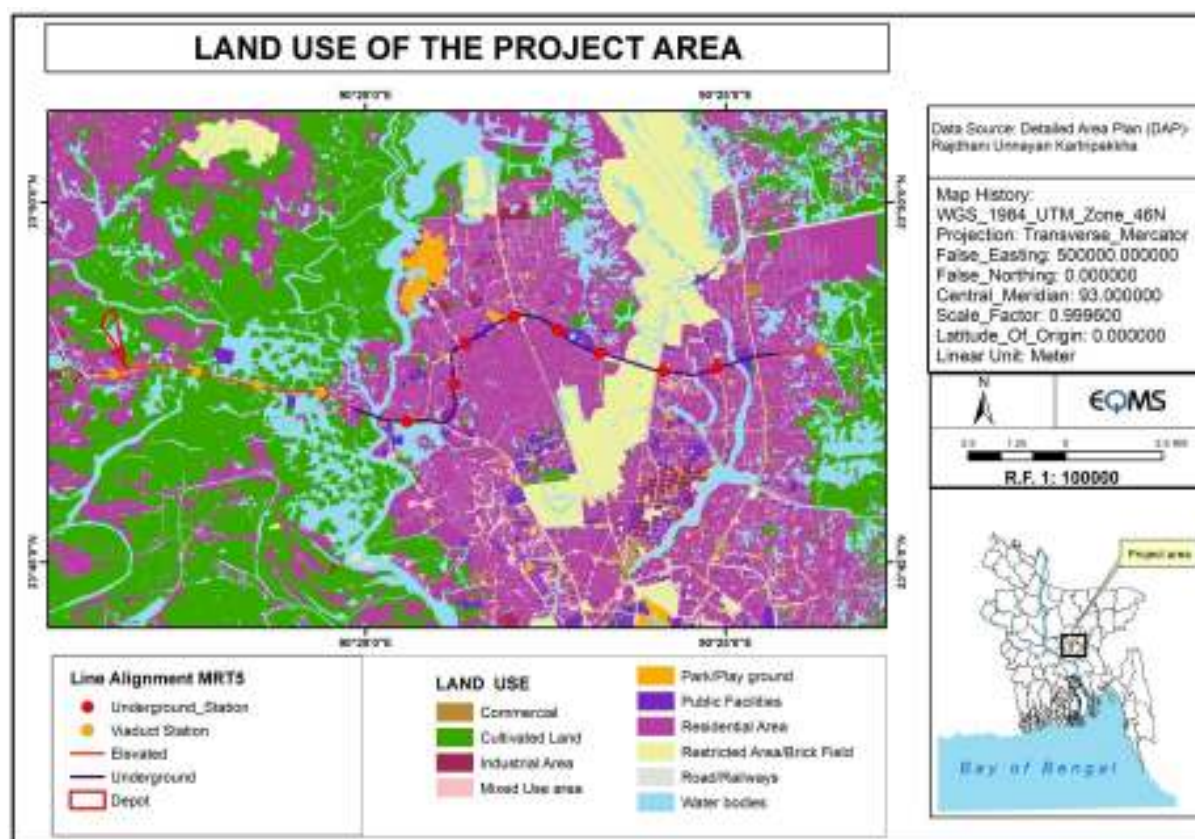 LAND USE OF THE PROJECT AREA
Data Source: Detailed Area Plan (DAP)-
Rajdhani Unnayan Kartripakkha
Map History:
WGS_1984_UTM_Zone_46N
Projection: Transverse_Mercator
False_Easting: 500000.000000
False_Northing: 0.000000
Central_Meridian: 93.000000
Scale_Factor: 0.999600
Latitude_Of_Origin: 0.000000
Linear Unit: Meter
N
EQMS
R.F. 1: 100000
Project area
Bay of Bengal
Line Alignment MRT5
Underground_Station
Viaduct Station
Elevated
Underground
Depot
LAND USE
Commercial
Cultivated Land
Industrial Area
Mixed Use area
Park/Play ground
Public Facilities
Residential Area
Restricted Area/Brick Field
Road/Railways
Water bodies